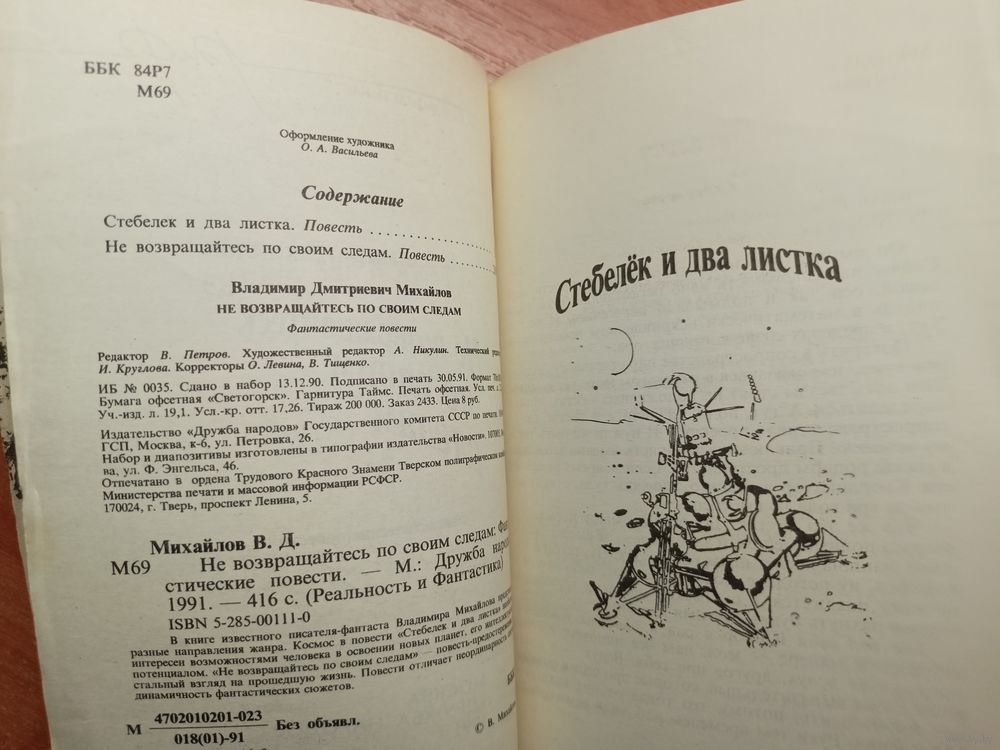 ББК 84Р7
М69
Оформление художника
О. А. Васильева
Содержание
Стебелек и два листка. Повесть
Не возвращайтесь по своим следам. Повесть
Владимир Дмитриевич Михайлов
НЕ ВОЗВРАЩАЙТЕСЬ ПО СВОИМ СЛЕДАМ
Фантастические повести
Редактор В. Петров. Художественный редактор А. Никулин. Технический
И. Круглова. Корректоры О. Левина, В. Тищенко.
ИБ № 0035. Сдано в набор 13.12.90. Подписано в печать 30.05.91. Формат
Бумага офсетная «Светогорск». Гарнитура Таймс. Печать офсетная. Усл. печ. л.
Уч.-изд. л. 19,1. Усл.-кр. отт. 17,26. Тираж 200 000. Заказ 2433. Цена 8 руб.
Издательство «Дружба народов» Государственного комитета СССР по печати.
ГСП, Москва, к-6, ул. Петровка, 26.
Набор и диапозитивы изготовлены в типографии издательства «Новости».
ва, ул. Ф. Энгельса, 46.
Отпечатано в ордена Трудового Красного Знамени Тверском полиграфическом
Министерства печати и массовой информации РСФСР.
170024, г. Тверь, проспект Ленина, 5.
Михайлов В. Д.
М69 Не возвращайтесь по своим следам:
стические повести. — М.: Дружба
1991. — 416 с. (Реальность и Фантастика)
ISBN 5-285-00111-0
В книге известного писателя-фантаста Владимира Михайлова
разные направления жанра. Космос в повести «Стебелек и два листка»
интересен возможностями человека в освоении новых планет, его
потенциалом. «Не возвращайтесь по своим следам» — повесть-предостережение
стальный взгляд на прошедшую жизнь. Повести отличает неординарность
динамичность фантастических сюжетов.
М 4702010201-023 Без объявл.
018(01)-91
© В.
Стебелёк и два листка